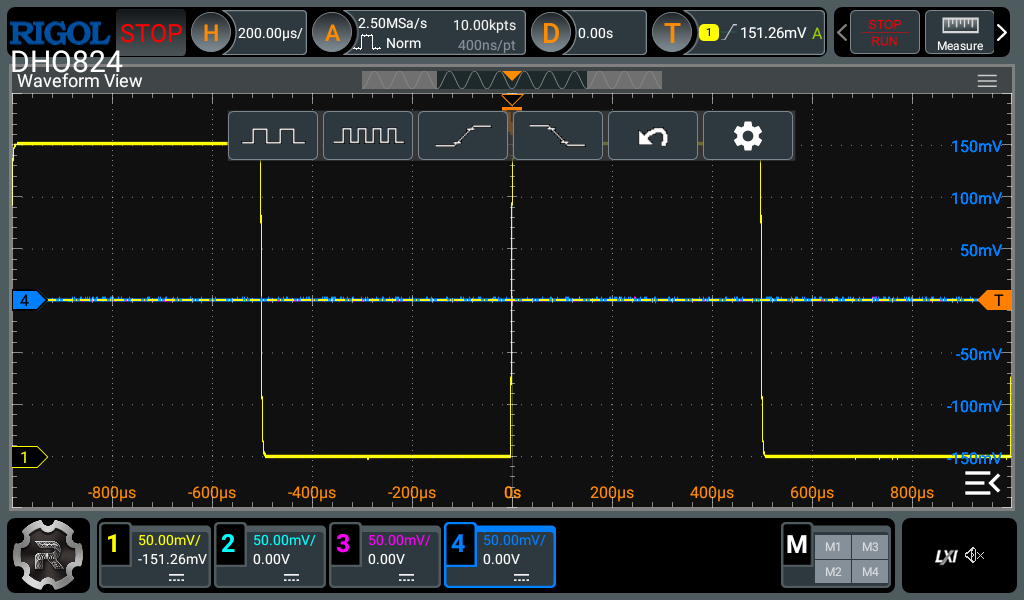 RIGOL STOP H 200.00µs/ A 2.50MSa/s 10.00kpts D 0.00s T 1 151.26mV A STOP
Norm 400ns/pt RUN Measure
DHO824
Waveform View
150mV
100mV
50mV
4 T
-50mV
-100mV
1 -150mV
-800µs -600µs -400µs -200µs 0s 200µs 400µs 600µs 800µs
1 50.00mV/ 2 50.00mV/ 3 50.00mV/ 4 50.00mV/ M M1 M3
-151.26mV 0.00V 0.00V 0.00V M2 M4
R LXI